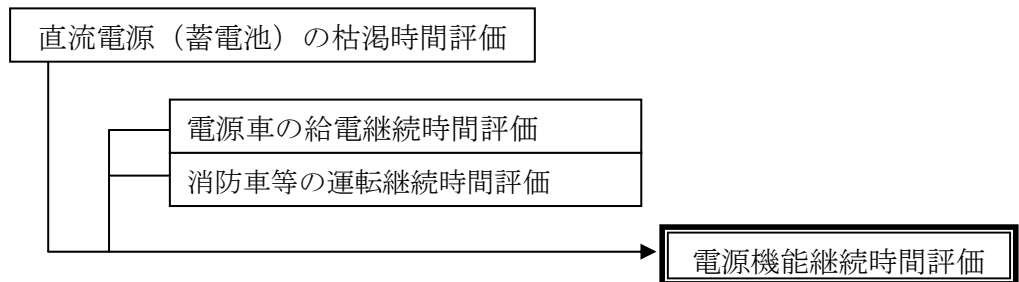 直流電源（蓄電池）の枯渇時間評価
電源車の給電継続時間評価
消防車等の運転継続時間評価
電源機能継続時間評価